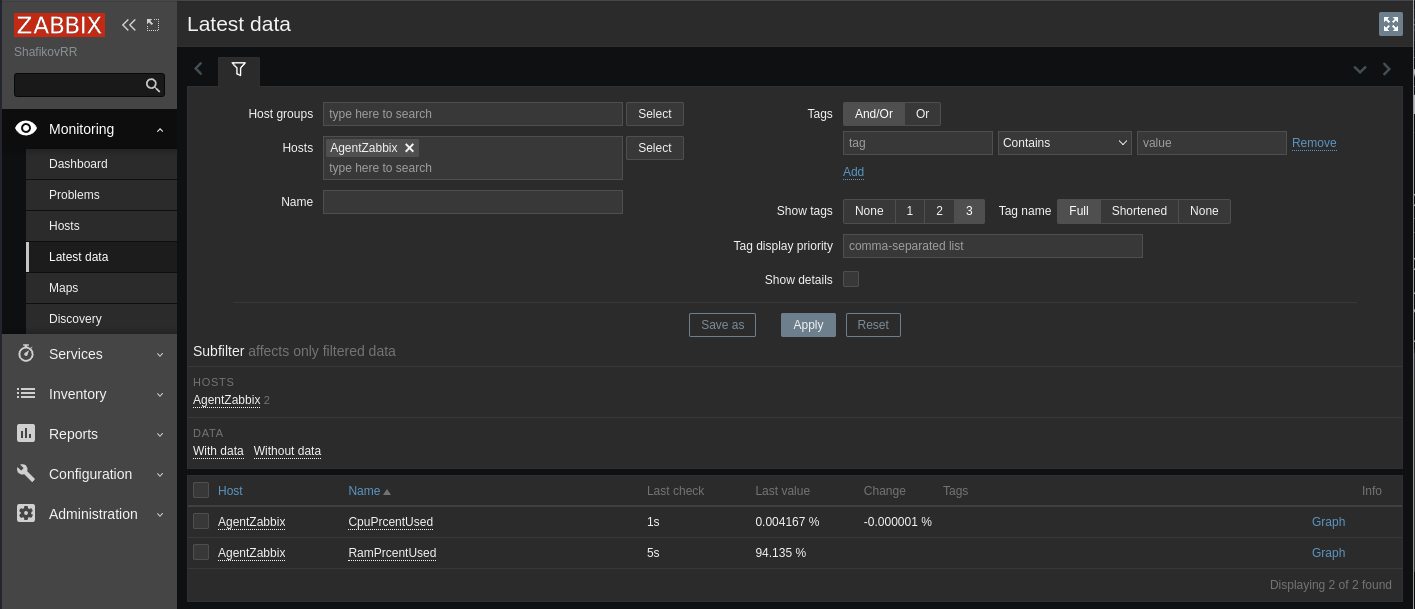 ZABBIX
ShafikovRR
Monitoring
Dashboard
Problems
Hosts
Latest data
Maps
Discovery
Services
Inventory
Reports
Configuration
Administration
Latest data
Host groups type here to search Select
Hosts AgentZabbix Select
type here to search
Name
Tags And/Or Or
tag Contains value Remove
Add
Show tags None 1 2 3 Tag name Full Shortened None
Tag display priority comma-separated list
Show details
Save as Apply Reset
Subfilter affects only filtered data
HOSTS
AgentZabbix 2
DATA
With data Without data
Host Name Last check Last value Change Tags Info
AgentZabbix CpuPrcentUsed 1s 0.004167 % -0.000001 % Graph
AgentZabbix RamPrcentUsed 5s 94.135 % Graph
Displaying 2 of 2 found